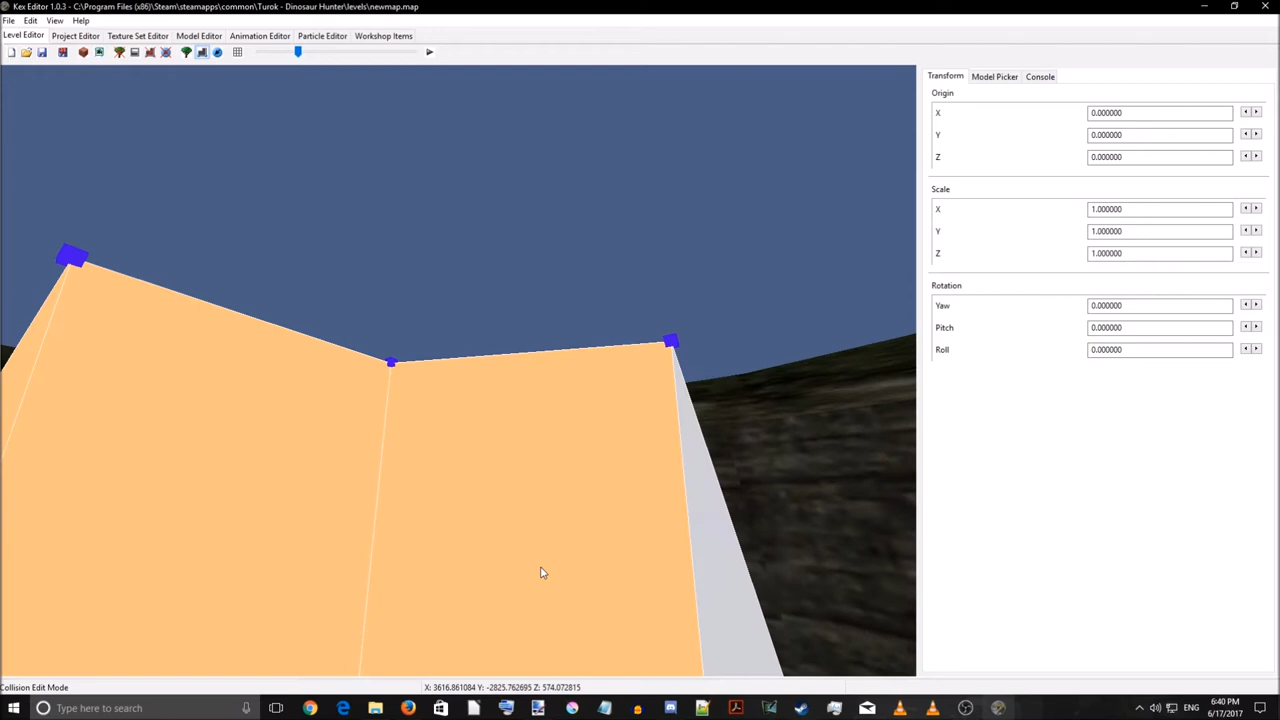 Kex Editor 1.0.3 - C:\Program Files (x86)\Steam\steamapps\common\Turok - Dinosaur Hunter\levels\newmap.map
File Edit View Help
Level Editor Project Editor Texture Set Editor Model Editor Animation Editor Particle Editor Workshop Items
Transform Model Picker Console
Origin
X 0.000000
Y 0.000000
Z 0.000000
Scale
X 1.000000
Y 1.000000
Z 1.000000
Rotation
Yaw 0.000000
Pitch 0.000000
Roll 0.000000
Collision Edit Mode X: 3616.861084 Y: -2825.762695 Z: 574.072815
Type here to search
ENG
6:40 PM
6/17/2017